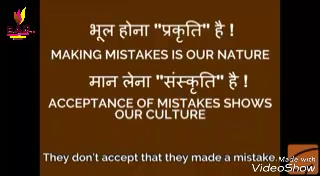 भूल होना "प्रकृति" है !
MAKING MISTAKES IS OUR NATURE
मान लेना "संस्कृति" है !
ACCEPTANCE OF MISTAKES SHOWS
OUR CULTURE
They don't accept that they made a mistake.
Made with
VideoShow